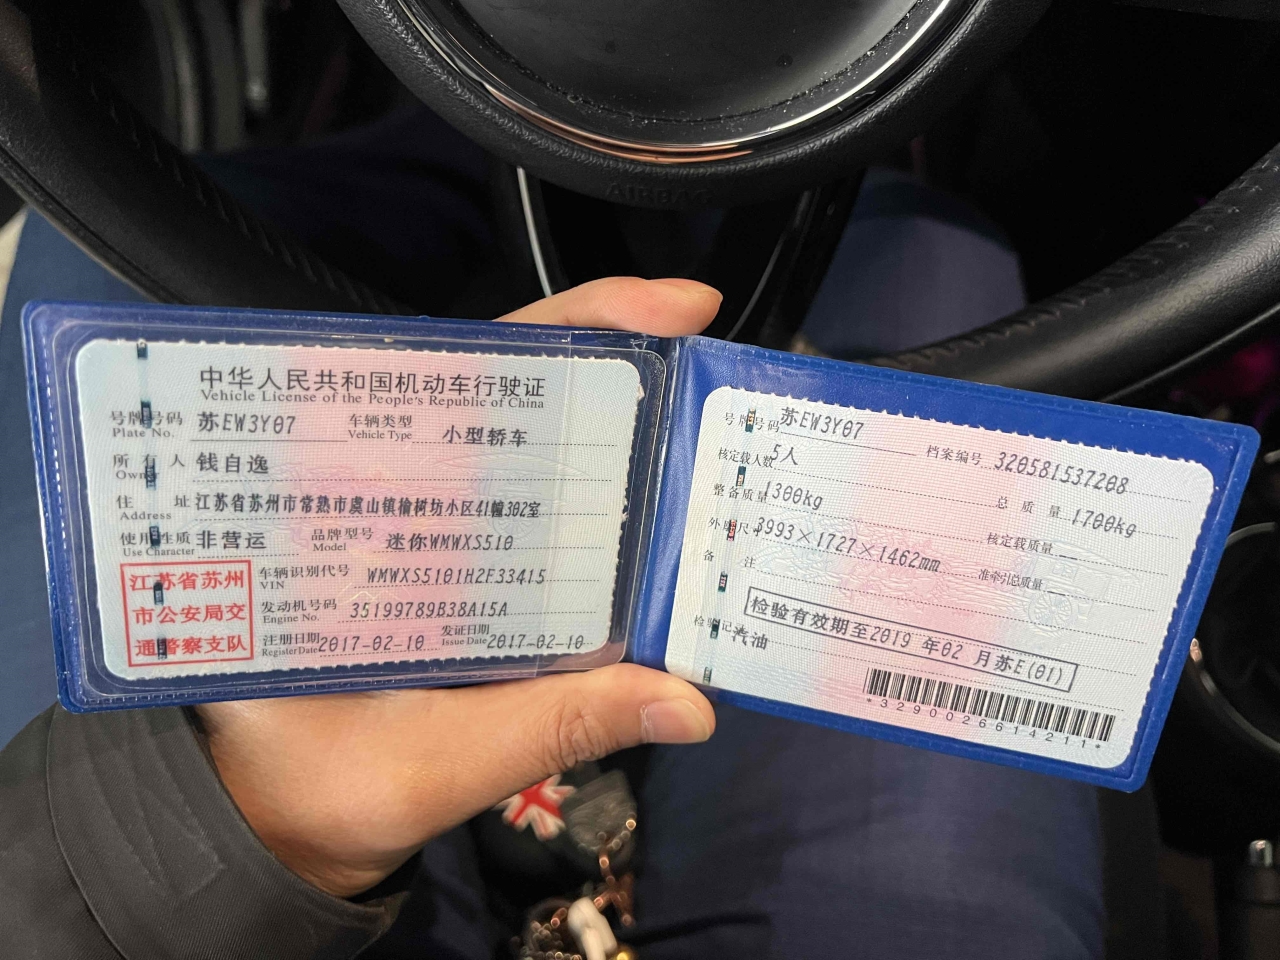 AIRBAG
中华人民共和国机动车行驶证
Vehicle License of the People's Republic of China
号牌号码 苏EW3Y07 车辆类型 小型轿车
Plate No. Vehicle Type
所有人 钱自逸
Owner
住址 江苏省苏州市常熟市虞山镇榆树坊小区41幢302室
Address
使用性质 非营运 品牌型号 迷你WMWXS510
Use Character Model
江苏省苏州
市公安局交
通警察支队
车辆识别代号 WMWXS5101H2F33415
VIN
发动机号码 35199789B38A15A
Engine No.
注册日期 2017-02-10 发证日期 2017-02-10
Register Date Issue Date
号牌号码 苏EW3Y07 档案编号 320581537208
核定载人数 5人 总质量 1700kg
整备质量 1300kg 核定载质量 --
外廓尺寸 3993×1727×1462mm 准牵引总质量 --
备注
检验有效期至2019 年02 月苏E(01)
检验记录 汽油
*3290026614211*